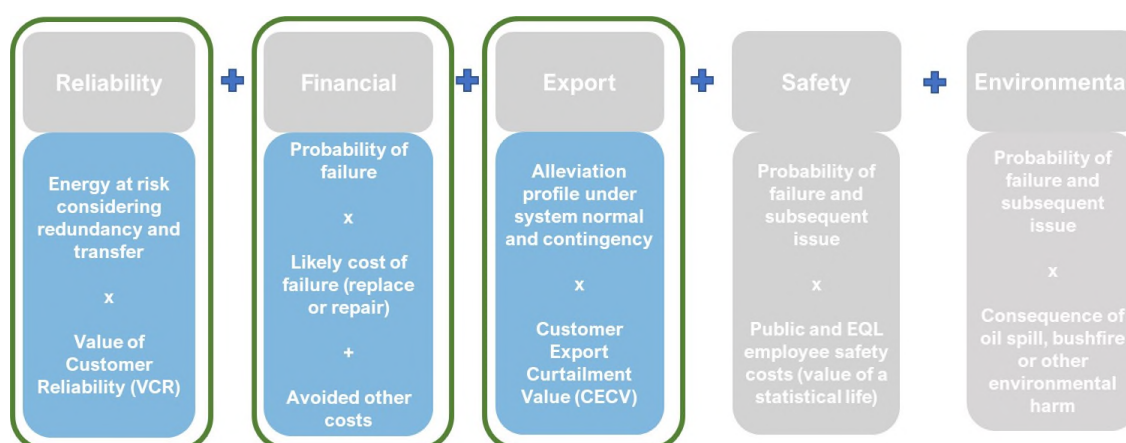 Reliability
Energy at risk
considering
redundancy and
transfer
x
Value of
Customer
Reliability (VCR)
Financial
Probability of
failure
x
Likely cost of
failure (replace
or repair)
+
Avoided other
costs
Export
Alleviation
profile under
system normal
and contingency
x
Customer
Export
Curtailment
Value (CECV)
Safety
Probability of
failure and
subsequent
issue
x
Public and EQL
employee safety
costs (value of a
statistical life)
Environmenta
Probability of
failure and
subsequent
issue
x
Consequence of
oil spill, bushfire
or other
environmental
harm